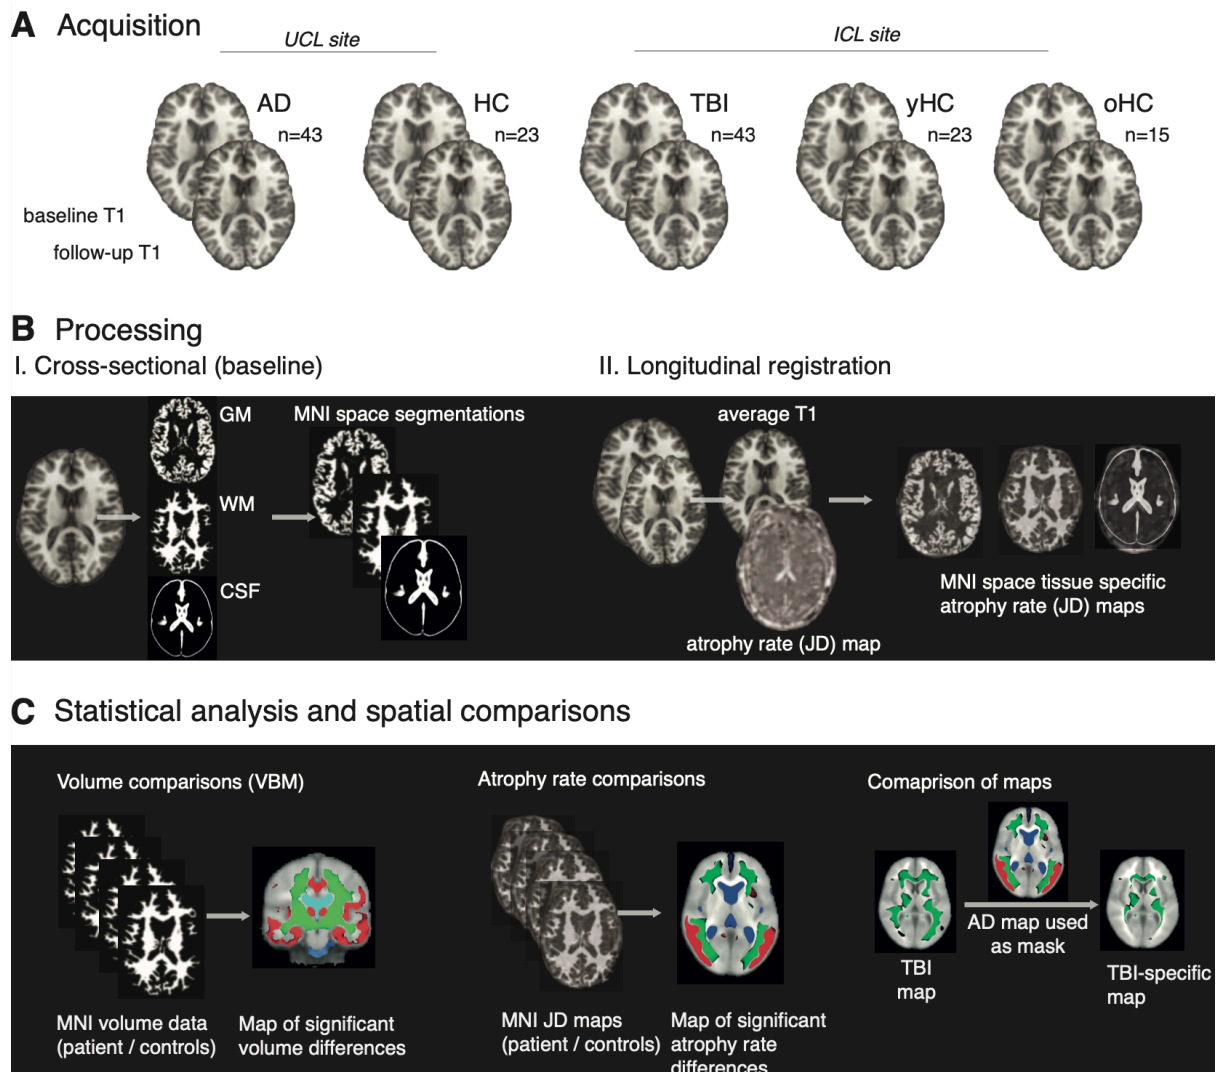 A Acquisition
UCL site
ICL site
AD
n=43
HC
n=23
TBI
n=43
yHC
n=23
oHC
n=15
baseline T1
follow-up T1
B Processing
I. Cross-sectional (baseline)
GM
WM
CSF
MNI space segmentations
II. Longitudinal registration
average T1
atrophy rate (JD) map
MNI space tissue specific
atrophy rate (JD) maps
C Statistical analysis and spatial comparisons
Volume comparisons (VBM)
MNI volume data
(patient / controls)
Map of significant
volume differences
Atrophy rate comparisons
MNI JD maps
(patient / controls)
Map of significant
atrophy rate
differences
Comaprison of maps
TBI
map
AD map used
as mask
TBI-specific
map